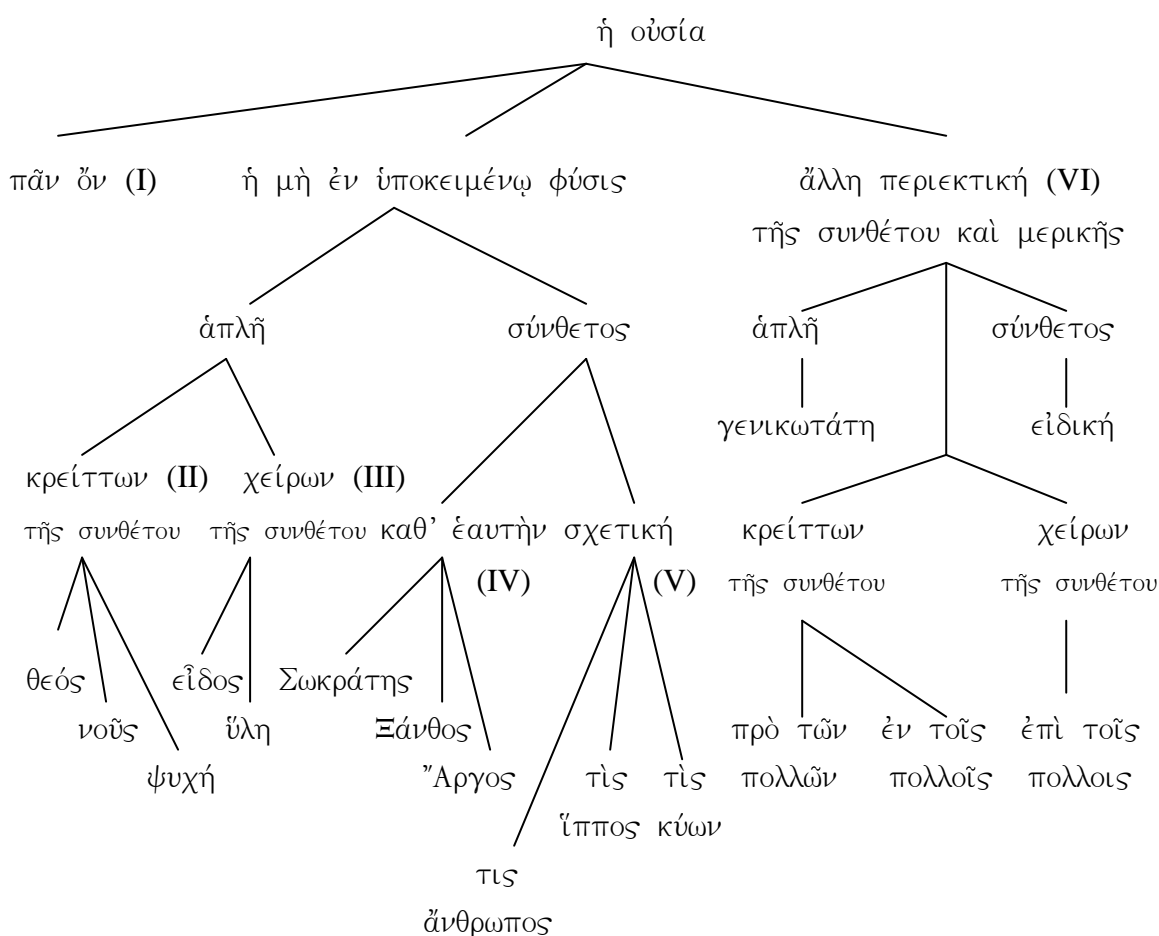 ἡ οὐσία
πᾶν ὄν (I) ἡ μὴ ἐν ὑποκειμένῳ φύσις ἄλλη περιεκτική (VI)
τῆς συνθέτου καὶ μερικῆς
ἁπλῆ σύνθετος ἁπλῆ σύνθετος
γενικωτάτη εἰδική
κρείττων (II) χείρων (III)
τῆς συνθέτου τῆς συνθέτου καθ’ ἑαυτὴν σχετική κρείττων χείρων
(IV) (V) τῆς συνθέτου τῆς συνθέτου
θεός εἶδος Σωκράτης
νοῦς ὕλη Ξάνθος πρὸ τῶν ἐν τοῖς ἐπὶ τοῖς
ψυχή Ἄργος τὶς τὶς πολλῶν πολλοῖς πολλοις
ἵππος κύων
τις
ἄνθρωπος